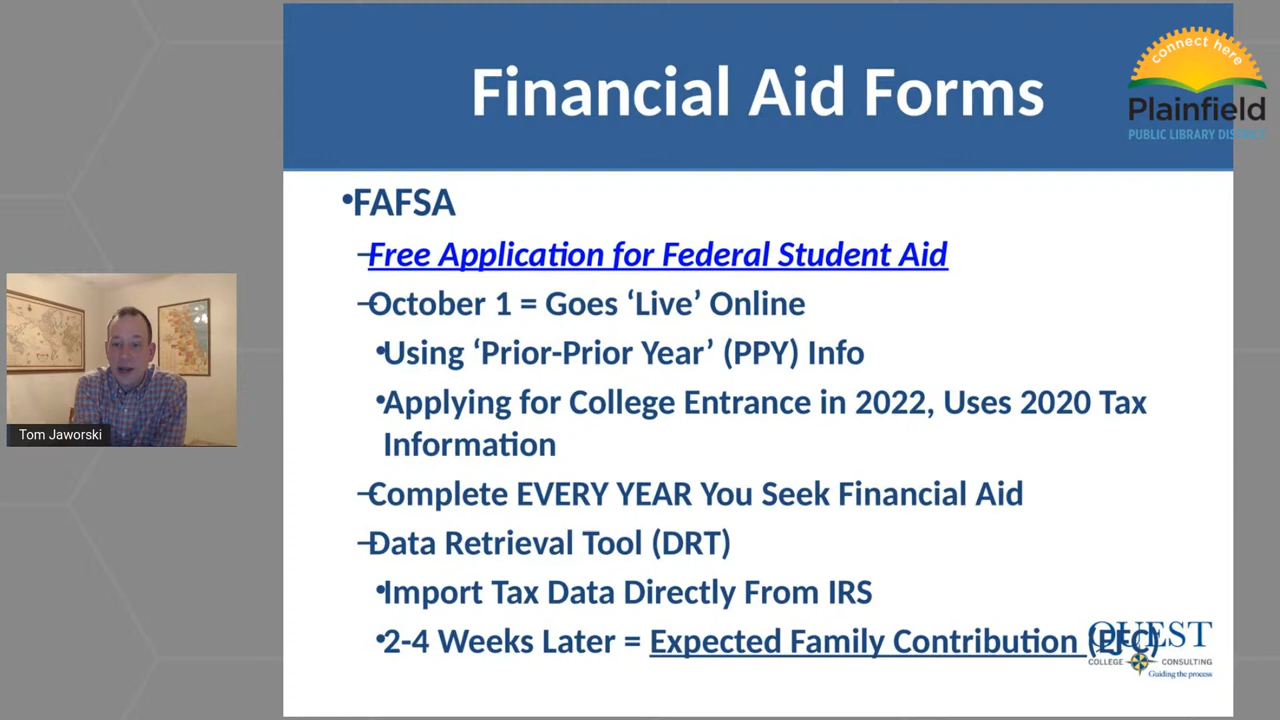 Financial Aid Forms
connect here
Plainfield
PUBLIC LIBRARY DISTRICT
•FAFSA
–Free Application for Federal Student Aid
–October 1 = Goes ‘Live’ Online
•Using ‘Prior-Prior Year’ (PPY) Info
•Applying for College Entrance in 2022, Uses 2020 Tax
Information
–Complete EVERY YEAR You Seek Financial Aid
–Data Retrieval Tool (DRT)
•Import Tax Data Directly From IRS
•2-4 Weeks Later = Expected Family Contribution (EFC)
QUEST
COLLEGE CONSULTING
Guiding the process
Tom Jaworski